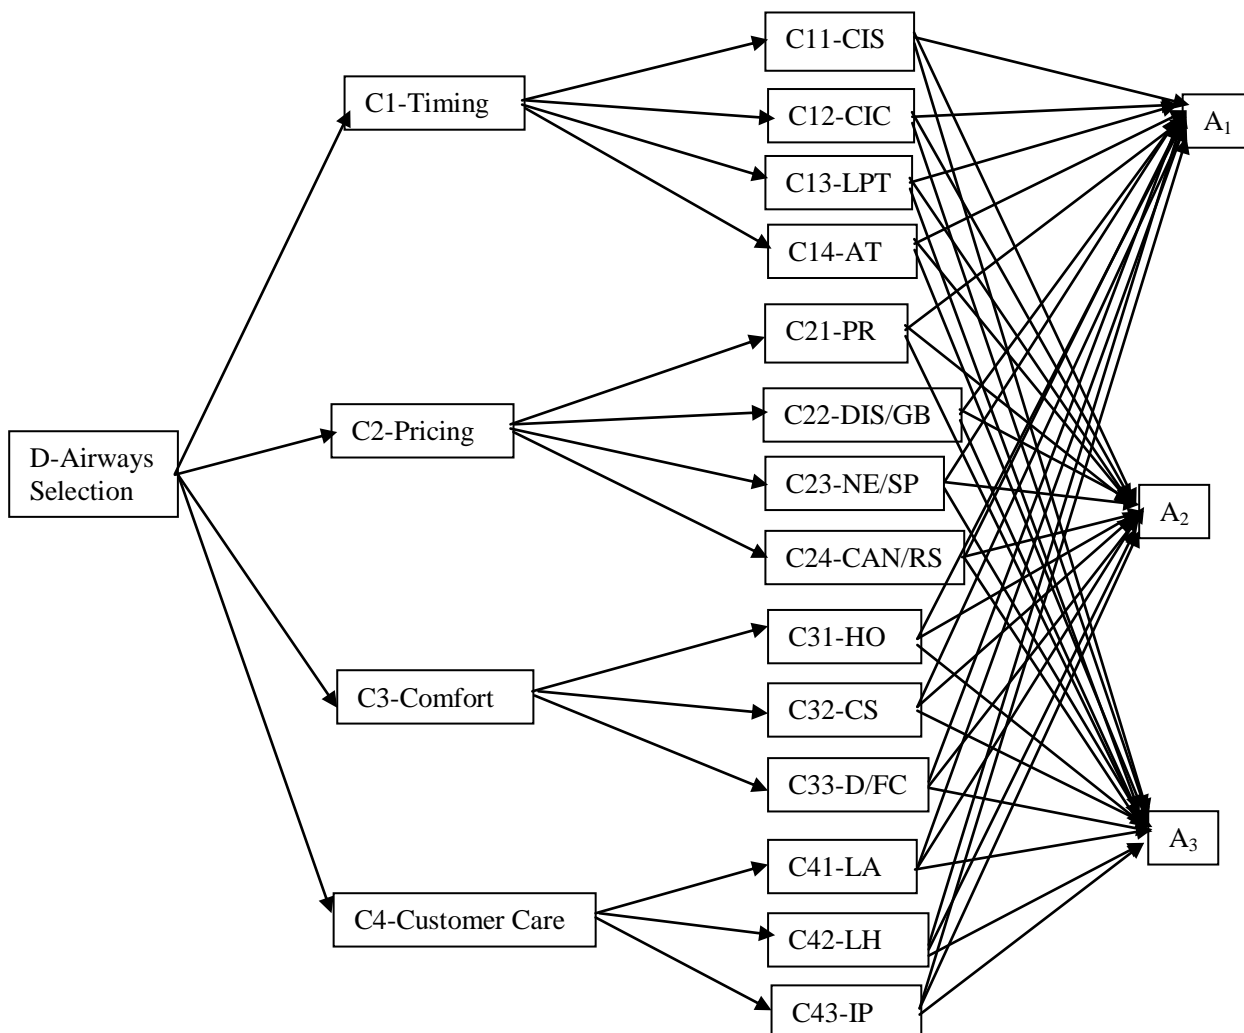 D-Airways
Selection
C1-Timing
C2-Pricing
C3-Comfort
C4-Customer Care
C11-CIS
C12-CIC
C13-LPT
C14-AT
C21-PR
C22-DIS/GB
C23-NE/SP
C24-CAN/RS
C31-HO
C32-CS
C33-D/FC
C41-LA
C42-LH
C43-IP
A₁
A₂
A₃